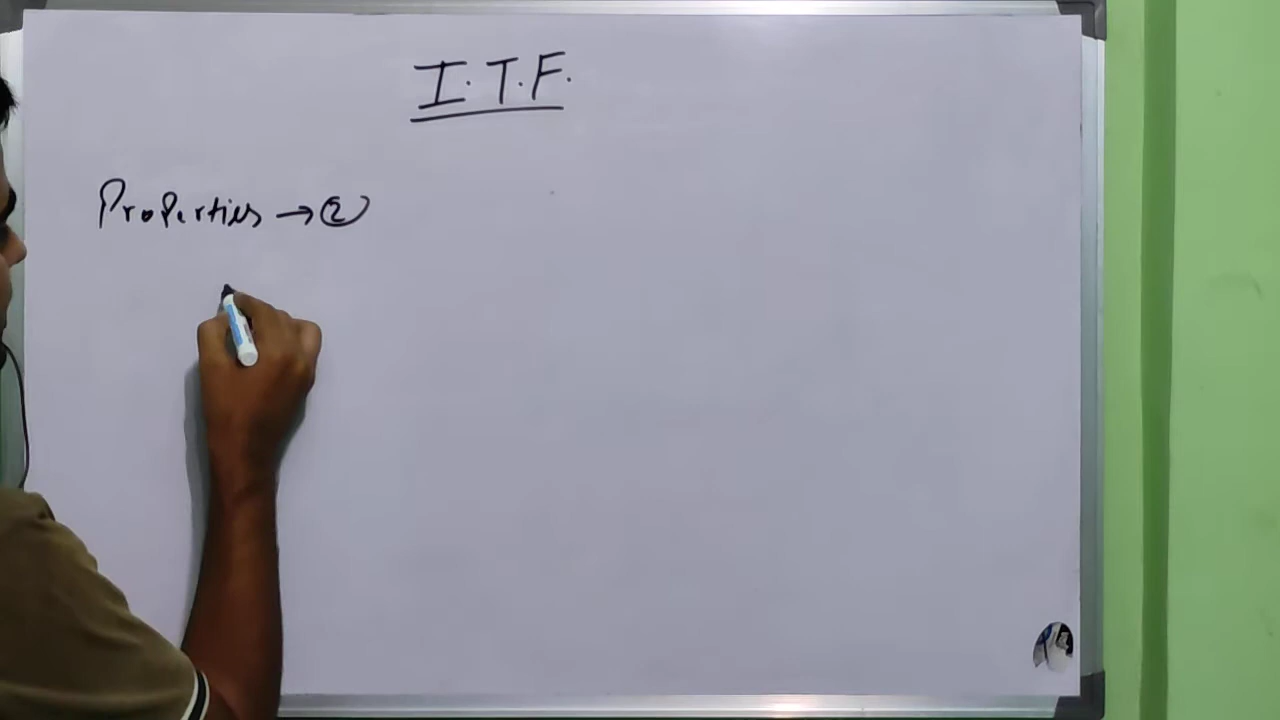 I.T.F.
Properties → ②